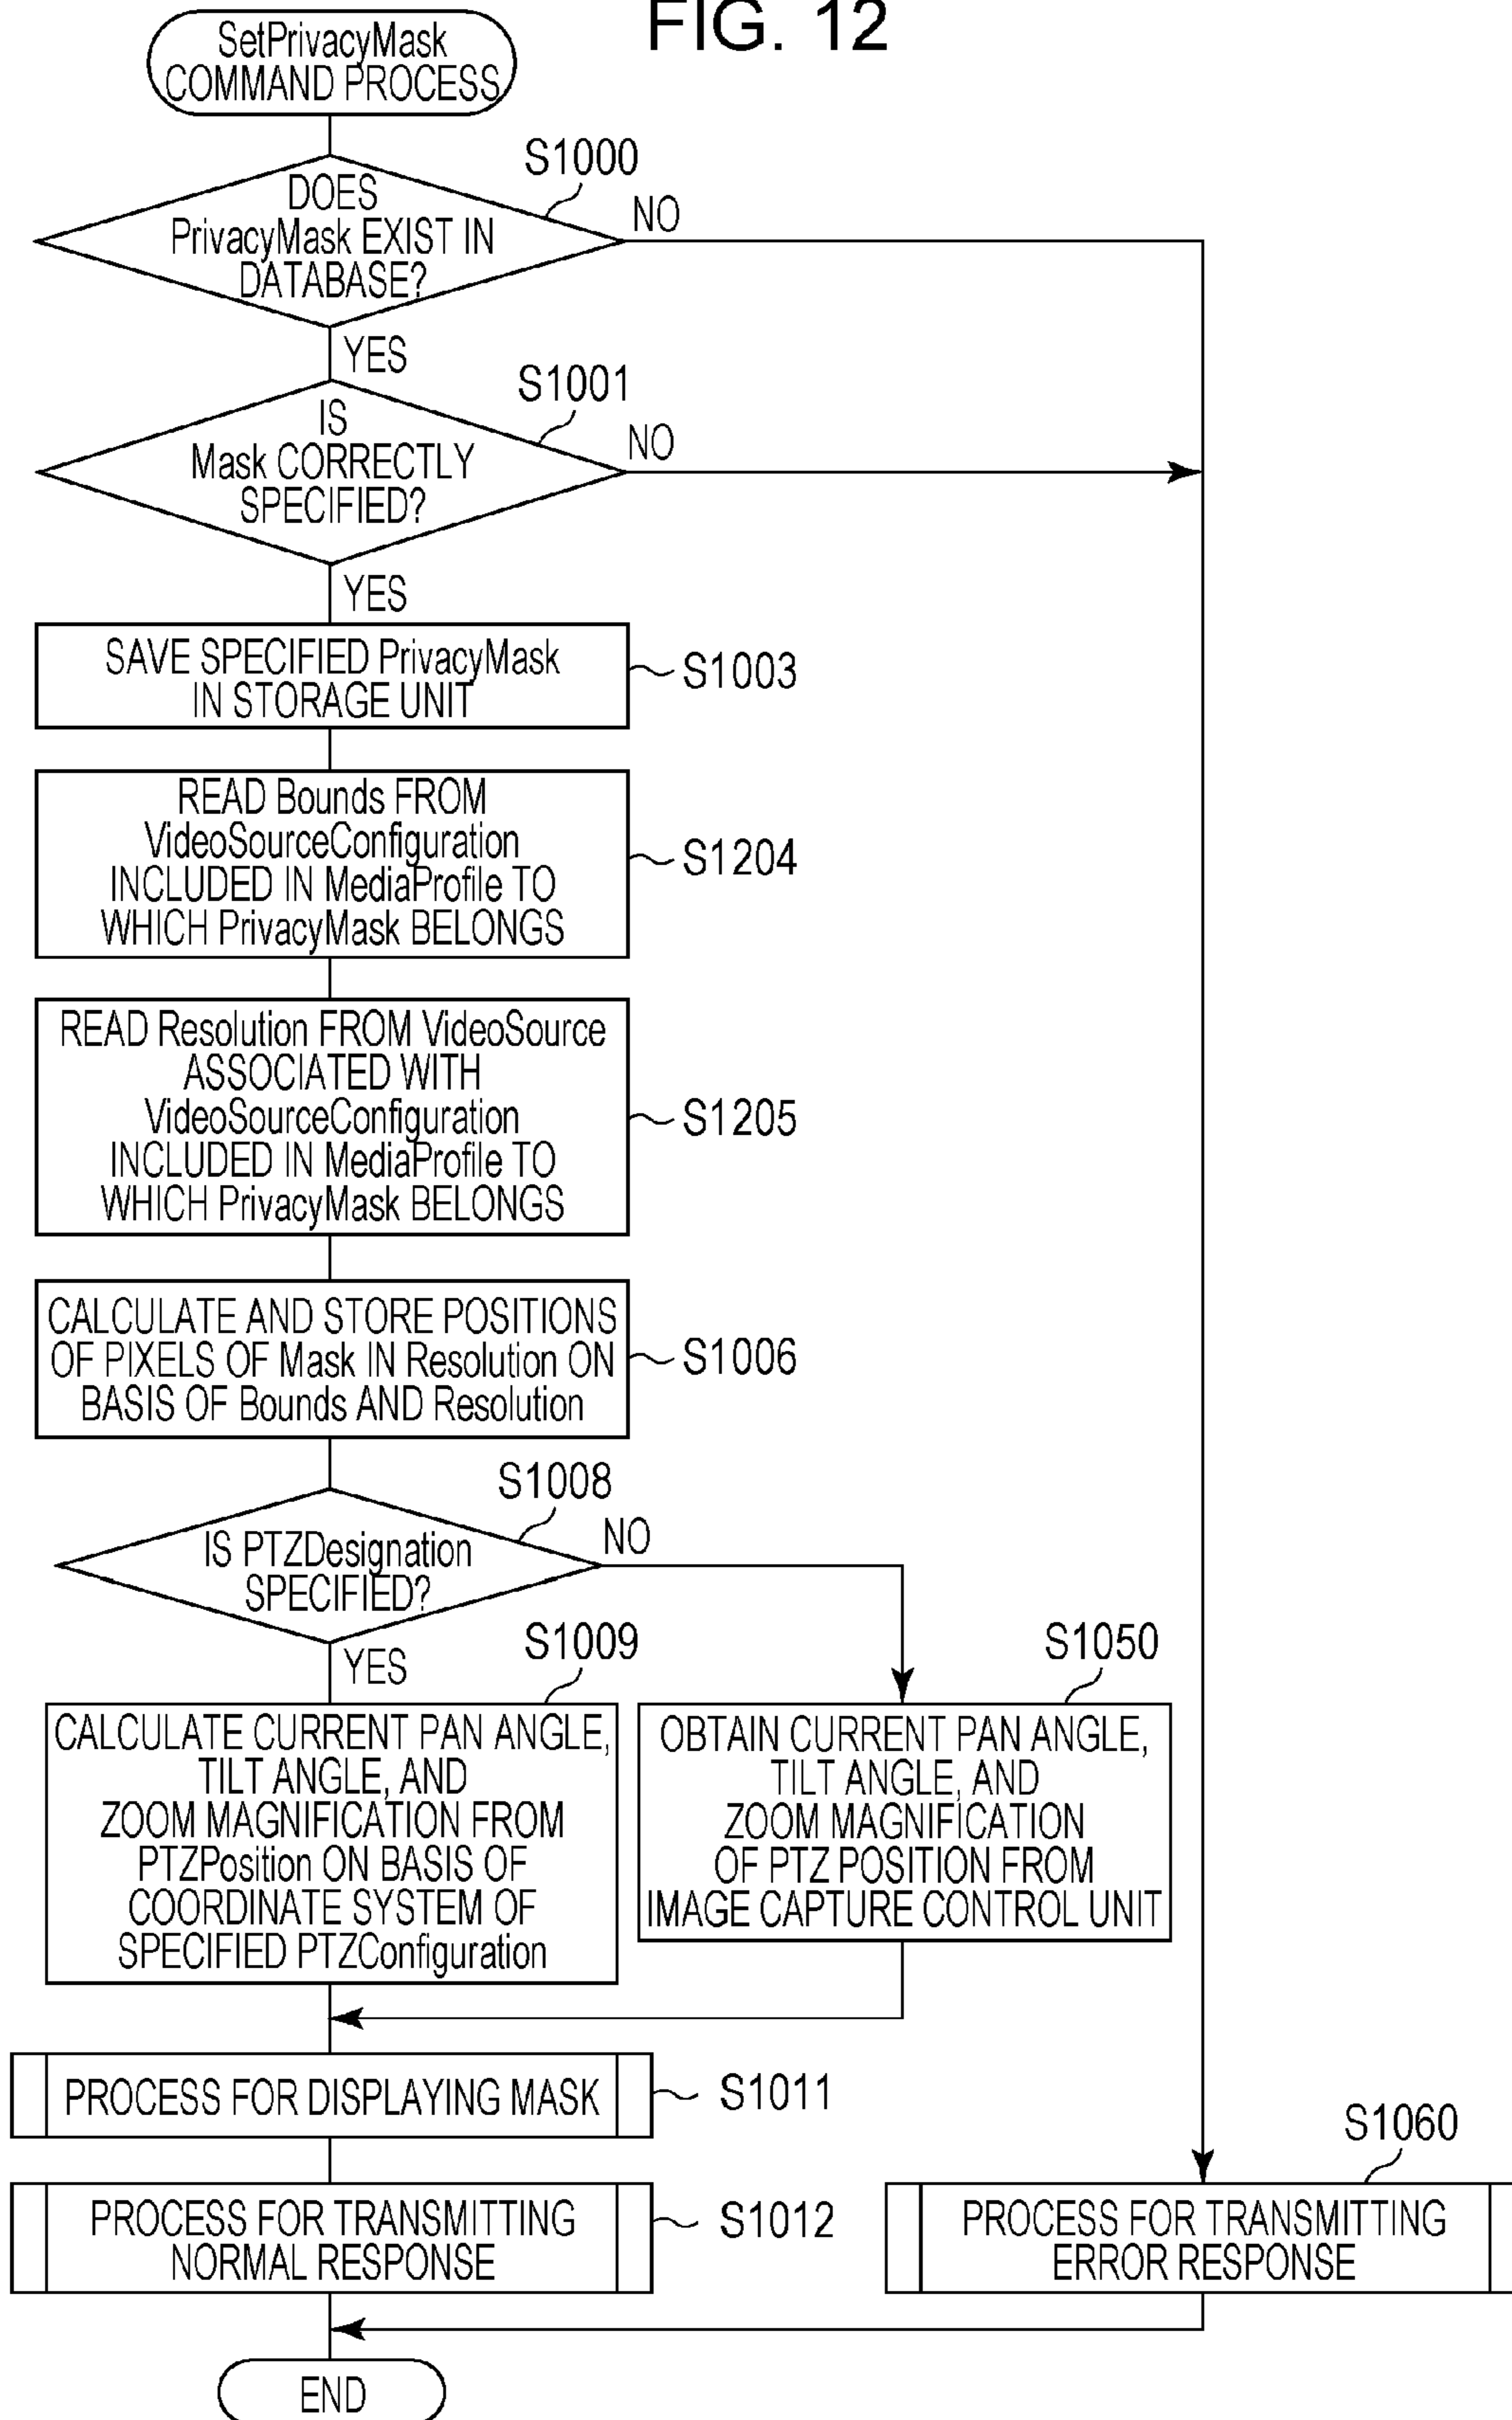 FIG. 12
SetPrivacyMask
COMMAND PROCESS
S1000
DOES
PrivacyMask EXIST IN
DATABASE?
NO
YES
S1001
IS
Mask CORRECTLY
SPECIFIED?
NO
YES
SAVE SPECIFIED PrivacyMask
IN STORAGE UNIT
S1003
READ Bounds FROM
VideoSourceConfiguration
INCLUDED IN MediaProfile TO
WHICH PrivacyMask BELONGS
S1204
READ Resolution FROM VideoSource
ASSOCIATED WITH
VideoSourceConfiguration
INCLUDED IN MediaProfile TO
WHICH PrivacyMask BELONGS
S1205
CALCULATE AND STORE POSITIONS
OF PIXELS OF Mask IN Resolution ON
BASIS OF Bounds AND Resolution
S1006
S1008
IS PTZDesignation
SPECIFIED?
NO
YES
S1009
CALCULATE CURRENT PAN ANGLE,
TILT ANGLE, AND
ZOOM MAGNIFICATION FROM
PTZPosition ON BASIS OF
COORDINATE SYSTEM OF
SPECIFIED PTZConfiguration
S1050
OBTAIN CURRENT PAN ANGLE,
TILT ANGLE, AND
ZOOM MAGNIFICATION
OF PTZ POSITION FROM
IMAGE CAPTURE CONTROL UNIT
PROCESS FOR DISPLAYING MASK
S1011
PROCESS FOR TRANSMITTING
NORMAL RESPONSE
S1012
S1060
PROCESS FOR TRANSMITTING
ERROR RESPONSE
END